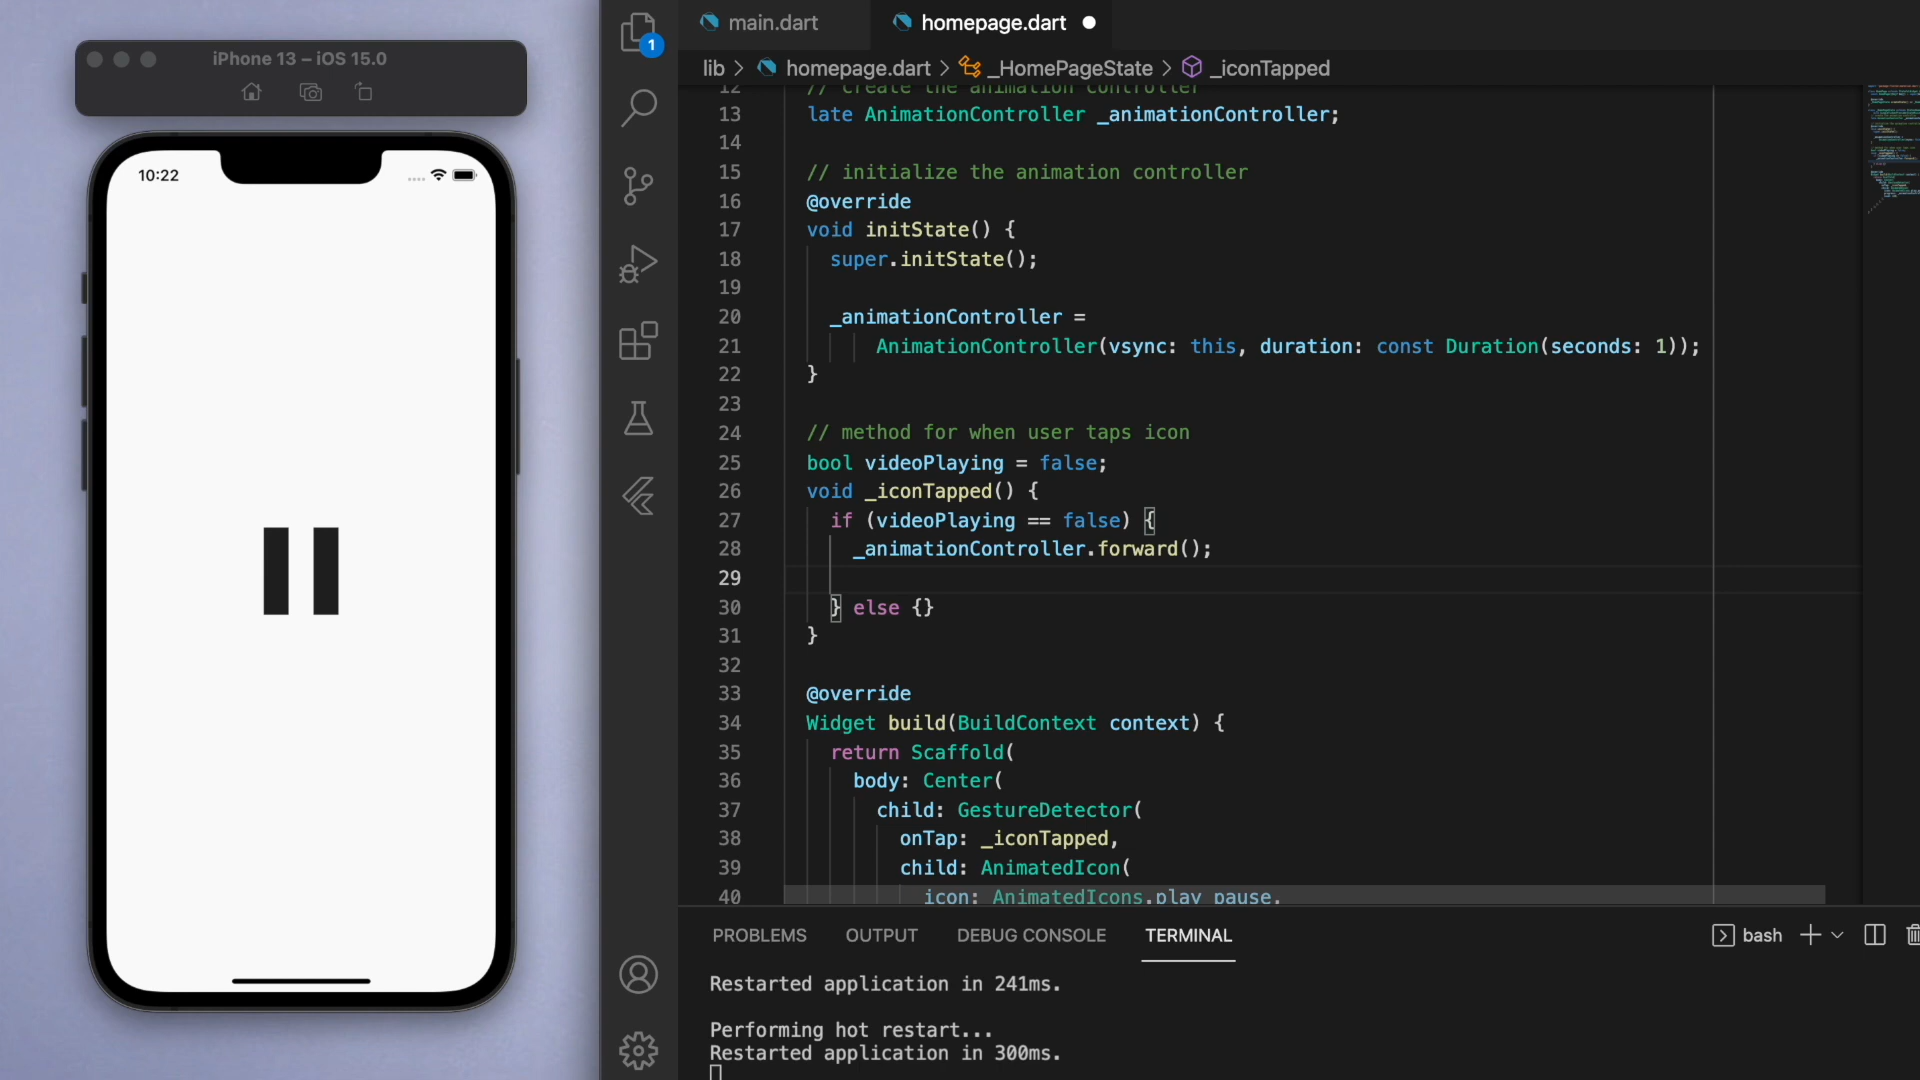 iPhone 13 – iOS 15.0
10:22
1
main.dart
homepage.dart
lib > homepage.dart > _HomePageState > _iconTapped
12 // create the animation controller
13 late AnimationController _animationController;
14
15 // initialize the animation controller
16 @override
17 void initState() {
18 super.initState();
19
20 _animationController =
21 AnimationController(vsync: this, duration: const Duration(seconds: 1));
22 }
23
24 // method for when user taps icon
25 bool videoPlaying = false;
26 void _iconTapped() {
27 if (videoPlaying == false) {
28 _animationController.forward();
29
30 } else {}
31 }
32
33 @override
34 Widget build(BuildContext context) {
35 return Scaffold(
36 body: Center(
37 child: GestureDetector(
38 onTap: _iconTapped,
39 child: AnimatedIcon(
40 icon: AnimatedIcons.play_pause,
PROBLEMS OUTPUT DEBUG CONSOLE TERMINAL
bash
Restarted application in 241ms.
Performing hot restart...
Restarted application in 300ms.